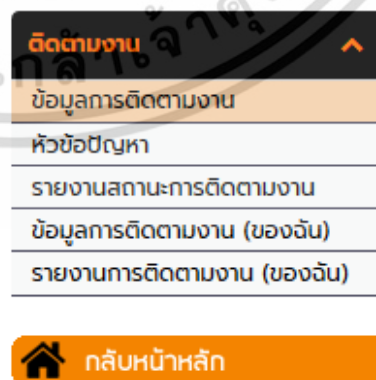 ติดตามงาน
ข้อมูลการติดตามงาน
หัวข้อปัญหา
รายงานสถานะการติดตามงาน
ข้อมูลการติดตามงาน (ของฉัน)
รายงานการติดตามงาน (ของฉัน)
กลับหน้าหลัก